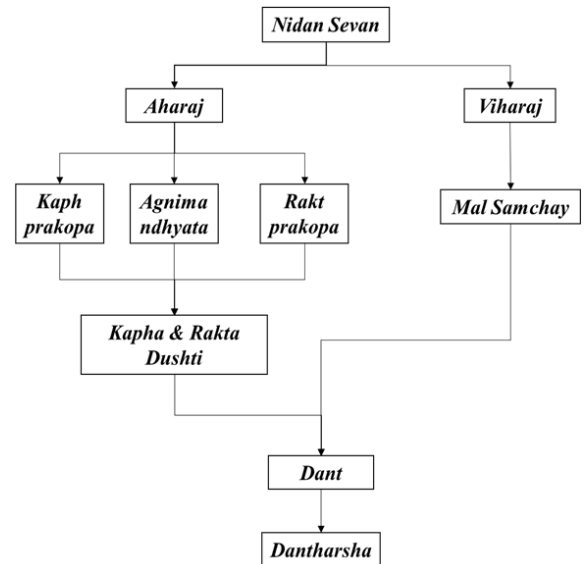 Nidan Sevan
Aharaj
Viharaj
Kaph
prakopa
Agnima
ndhyata
Rakt
prakopa
Mal Samchay
Kapha & Rakta
Dushti
Dant
Dantharsha